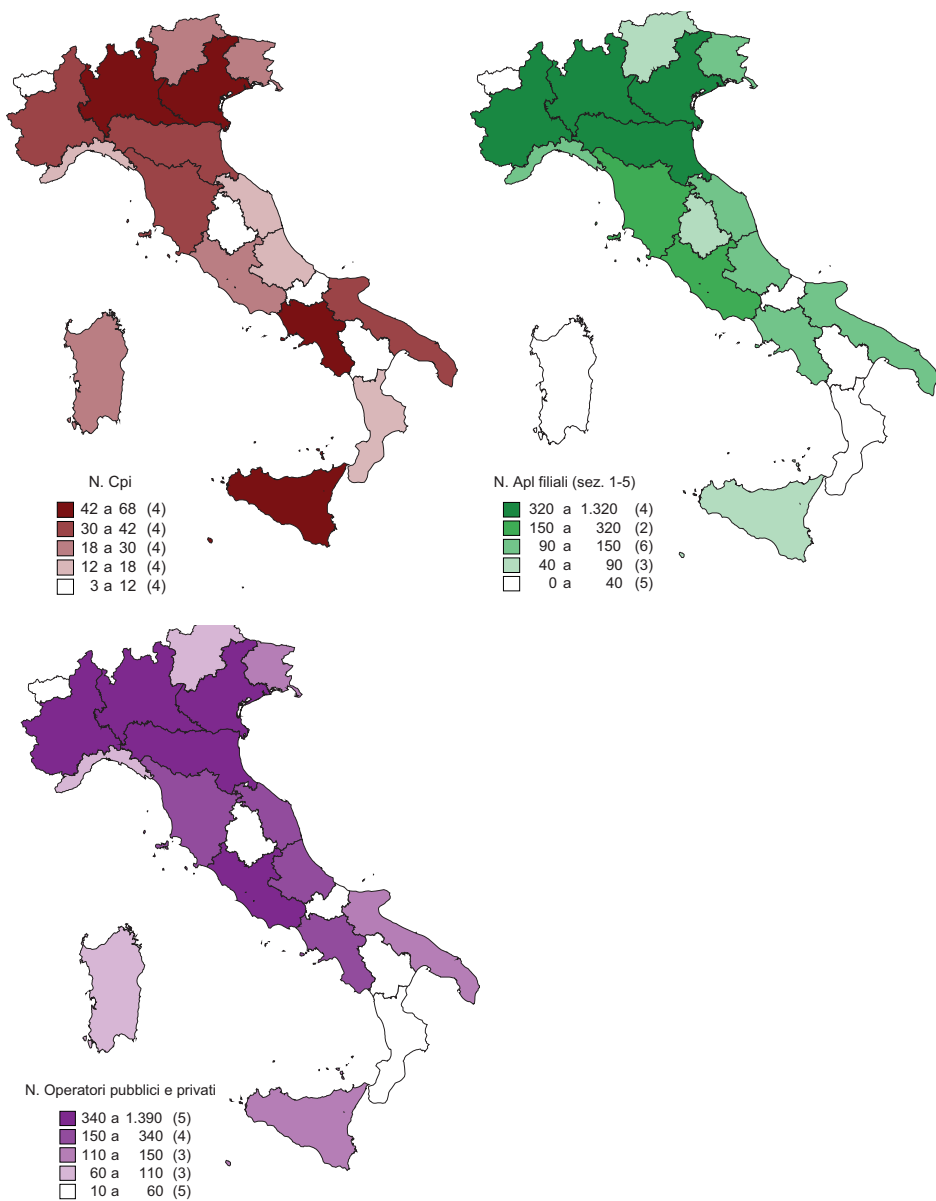 N. Cpi
42 a 68 (4)
30 a 42 (4)
18 a 30 (4)
12 a 18 (4)
3 a 12 (4)
N. Apl filiali (sez. 1-5)
320 a 1.320 (4)
150 a 320 (2)
90 a 150 (6)
40 a 90 (3)
0 a 40 (5)
N. Operatori pubblici e privati
340 a 1.390 (5)
150 a 340 (4)
110 a 150 (3)
60 a 110 (3)
10 a 60 (5)